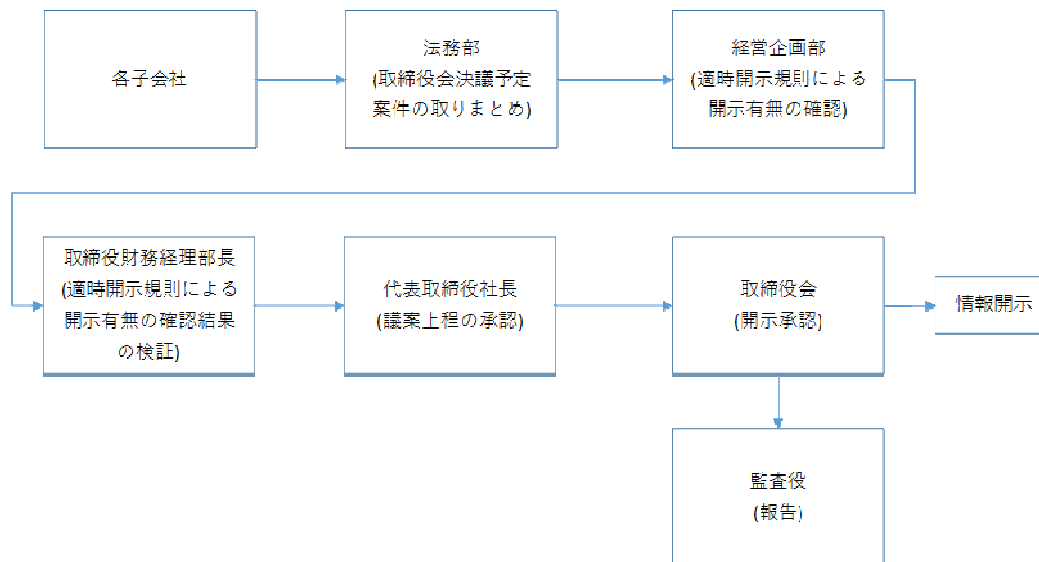 各子会社
法務部
(取締役会決議予定
案件の取りまとめ)
経営企画部
(適時開示規則による
開示有無の確認)
取締役財務経理部長
(適時開示規則による
開示有無の確認結果
の検証)
代表取締役社長
(議案上程の承認)
取締役会
(開示承認)
情報開示
監査役
(報告)